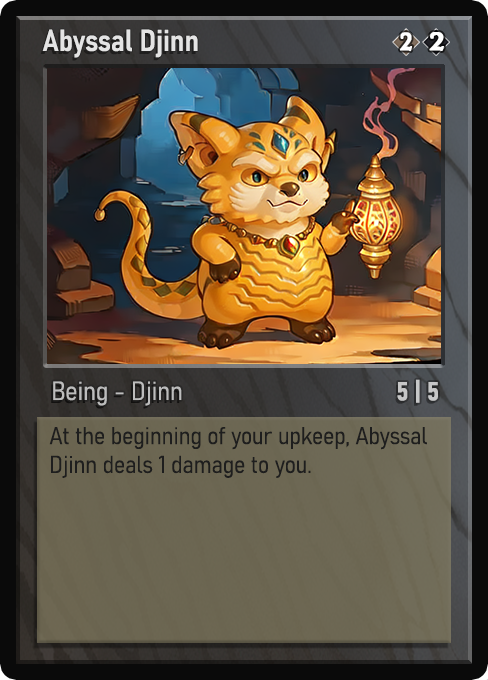 Abyssal Djinn 2 2
Being - Djinn 5|5
At the beginning of your upkeep, Abyssal
Djinn deals 1 damage to you.